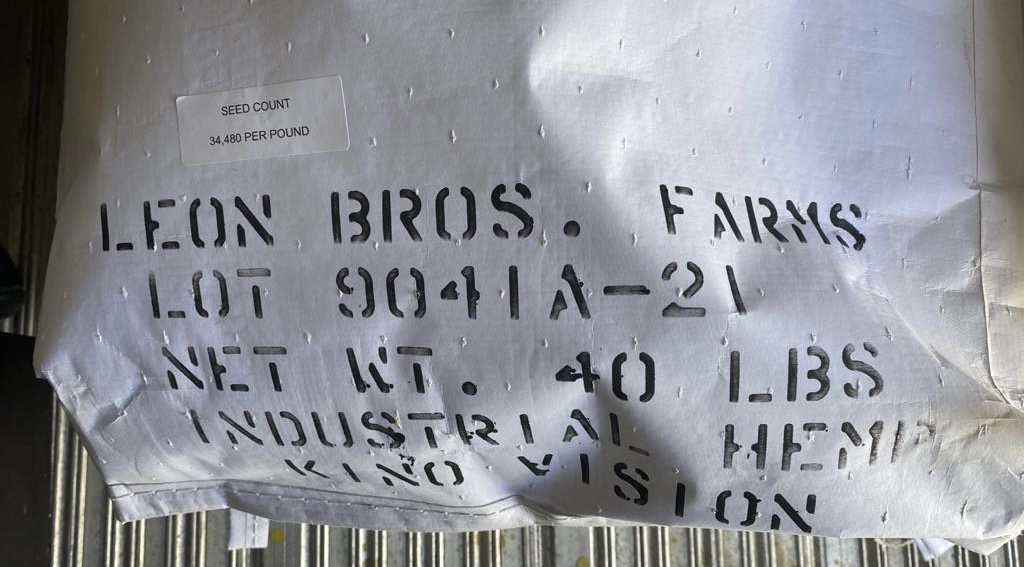 SEED COUNT
34,480 PER POUND
LEON BROS. FARMS
LOT 9041A-21
NET WT. 40 LBS
INDUSTRIAL HEMP
KINO VISION